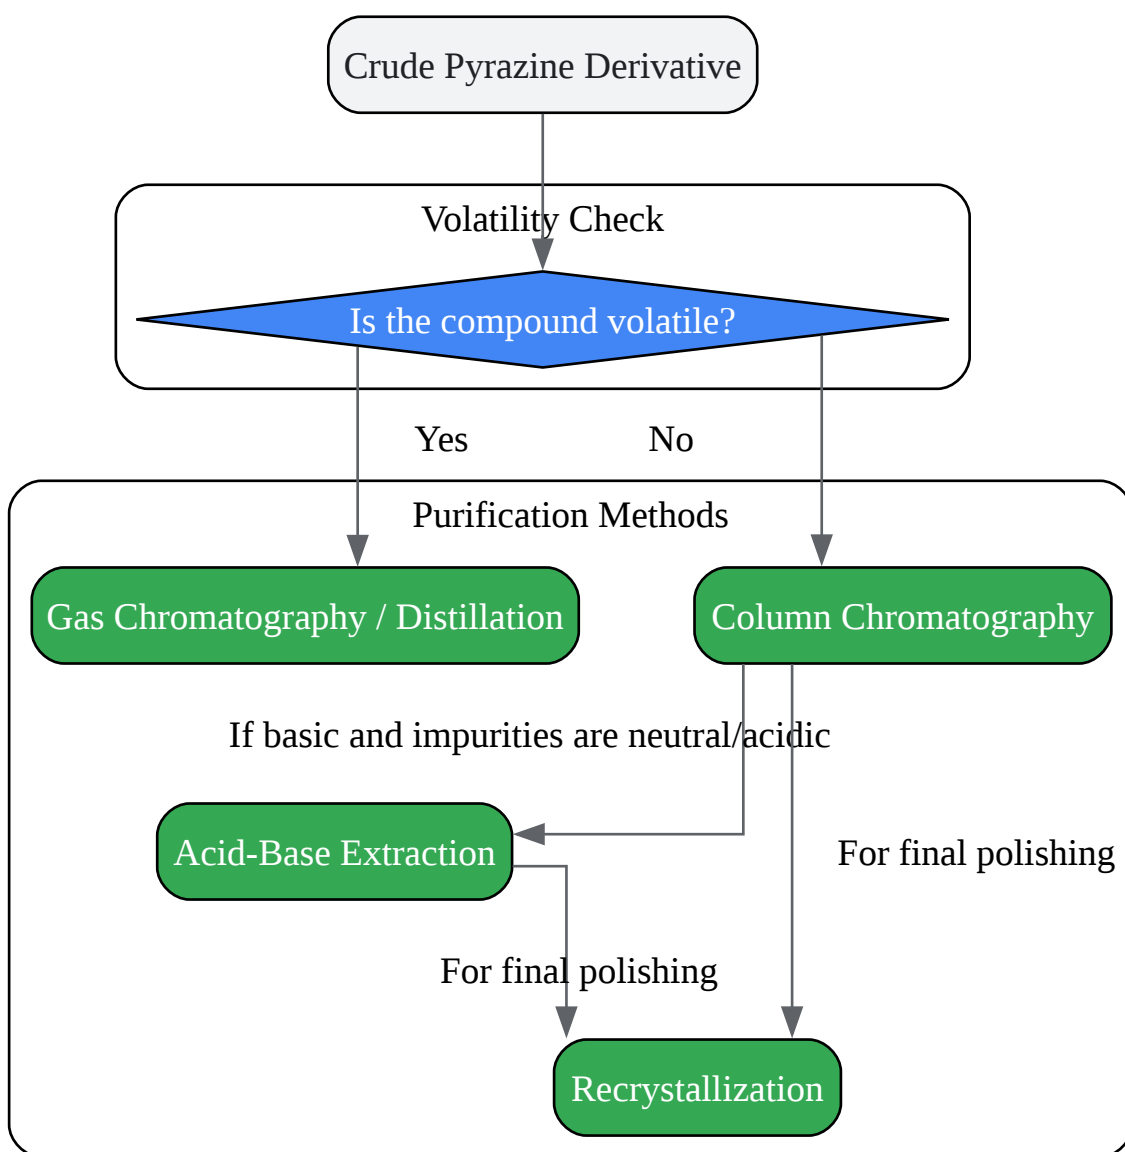 Crude Pyrazine Derivative
Volatility Check
Is the compound volatile?
Yes
No
Purification Methods
Gas Chromatography / Distillation
Column Chromatography
If basic and impurities are neutral/acidic
Acid-Base Extraction
For final polishing
For final polishing
Recrystallization